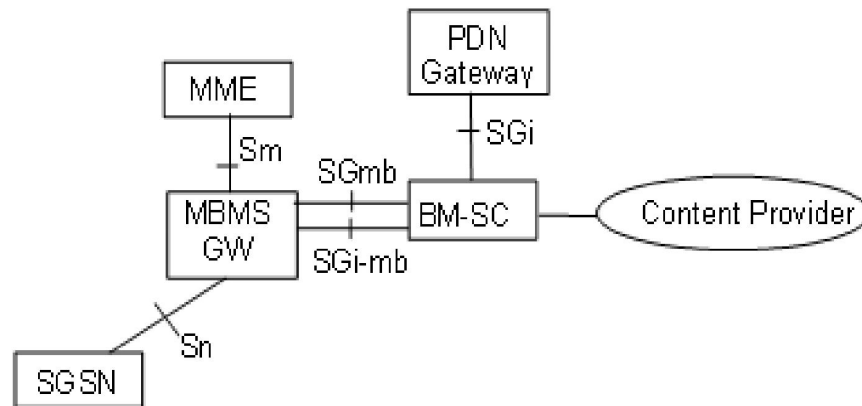 PDN
Gateway
MME
SGi
Sm
SGmb
MBMS
GW
BM-SC
Content Provider
SGi-mb
Sn
SGSN